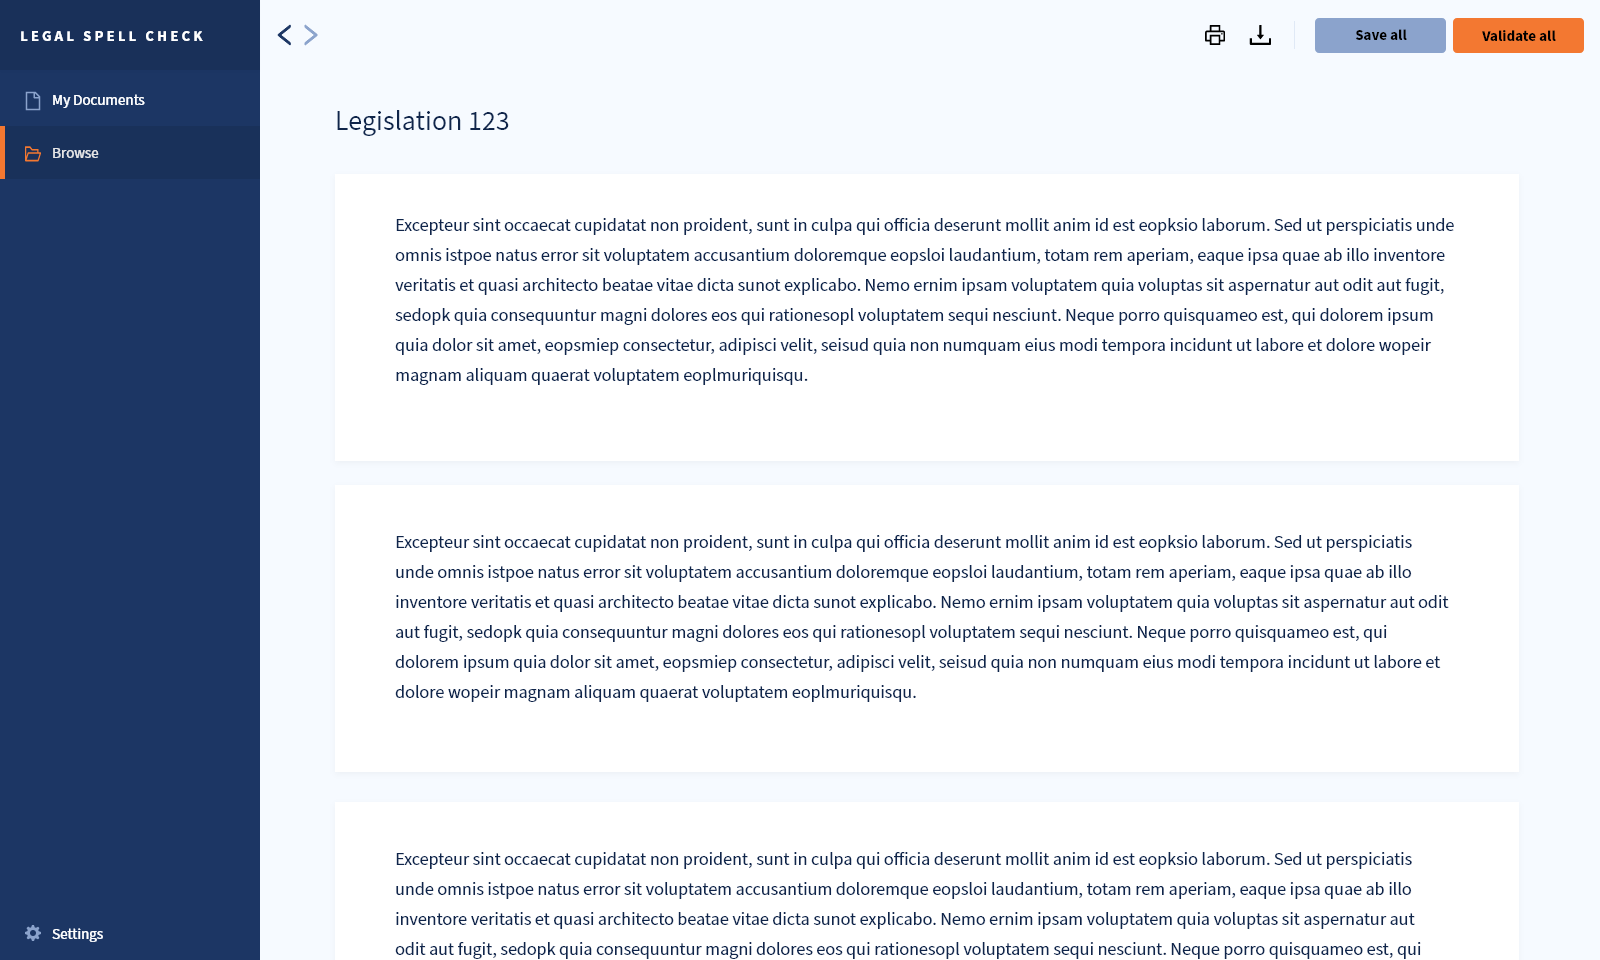 LEGAL SPELL CHECK
My Documents
Browse
Settings
Save all
Validate all
Legislation 123
Excepteur sint occaecat cupidatat non proident, sunt in culpa qui officia deserunt mollit anim id est eopksio laborum. Sed ut perspiciatis unde
omnis istpoe natus error sit voluptatem accusantium doloremque eopsloi laudantium, totam rem aperiam, eaque ipsa quae ab illo inventore
veritatis et quasi architecto beatae vitae dicta sunot explicabo. Nemo ernim ipsam voluptatem quia voluptas sit aspernatur aut odit aut fugit,
sedopk quia consequuntur magni dolores eos qui rationesopl voluptatem sequi nesciunt. Neque porro quisquameo est, qui dolorem ipsum
quia dolor sit amet, eopsmiep consectetur, adipisci velit, seisud quia non numquam eius modi tempora incidunt ut labore et dolore wopeir
magnam aliquam quaerat voluptatem eoplmuriquisqu.
Excepteur sint occaecat cupidatat non proident, sunt in culpa qui officia deserunt mollit anim id est eopksio laborum. Sed ut perspiciatis
unde omnis istpoe natus error sit voluptatem accusantium doloremque eopsloi laudantium, totam rem aperiam, eaque ipsa quae ab illo
inventore veritatis et quasi architecto beatae vitae dicta sunot explicabo. Nemo ernim ipsam voluptatem quia voluptas sit aspernatur aut odit
aut fugit, sedopk quia consequuntur magni dolores eos qui rationesopl voluptatem sequi nesciunt. Neque porro quisquameo est, qui
dolorem ipsum quia dolor sit amet, eopsmiep consectetur, adipisci velit, seisud quia non numquam eius modi tempora incidunt ut labore et
dolore wopeir magnam aliquam quaerat voluptatem eoplmuriquisqu.
Excepteur sint occaecat cupidatat non proident, sunt in culpa qui officia deserunt mollit anim id est eopksio laborum. Sed ut perspiciatis
unde omnis istpoe natus error sit voluptatem accusantium doloremque eopsloi laudantium, totam rem aperiam, eaque ipsa quae ab illo
inventore veritatis et quasi architecto beatae vitae dicta sunot explicabo. Nemo ernim ipsam voluptatem quia voluptas sit aspernatur aut
odit aut fugit, sedopk quia consequuntur magni dolores eos qui rationesopl voluptatem sequi nesciunt. Neque porro quisquameo est, qui